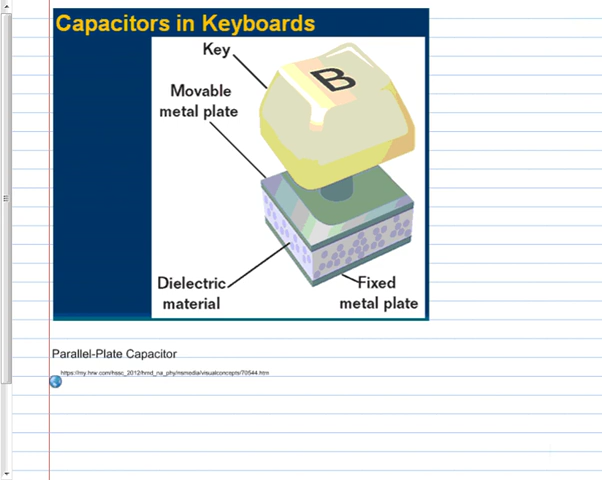 Capacitors in Keyboards
Key
B
Movable
metal plate
Dielectric
material
Fixed
metal plate
Parallel-Plate Capacitor
https://my.hrw.com/hssc_2012/hmd_na_phy/nsmedia/visualconcepts/70544.htm